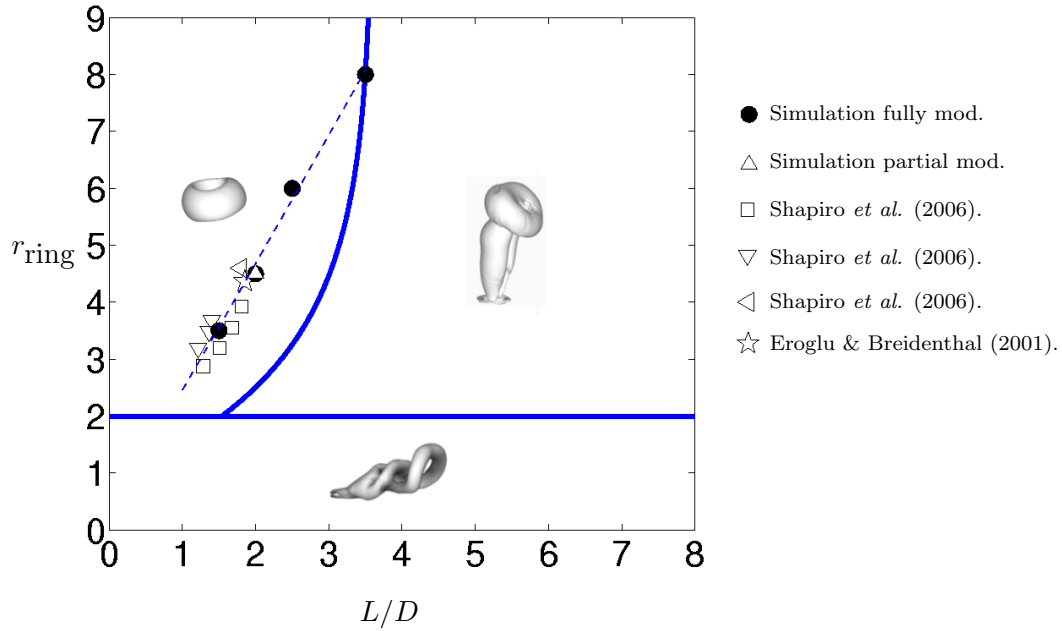 9
8
7
6
5
4
3
2
1
0
r_ring
0 1 2 3 4 5 6 7 8
L/D
Simulation fully mod.
Simulation partial mod.
Shapiro et al. (2006).
Shapiro et al. (2006).
Shapiro et al. (2006).
Eroglu & Breidenthal (2001).